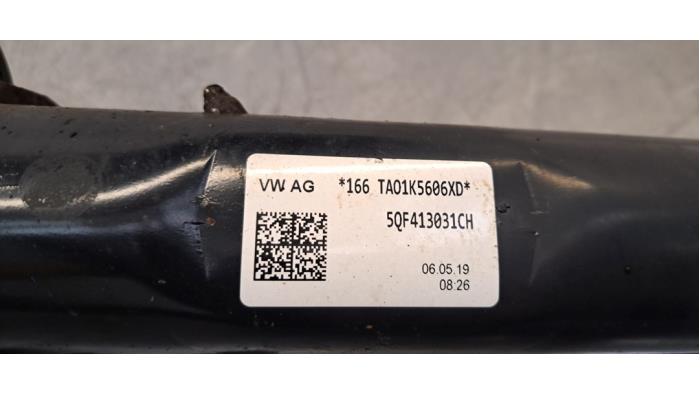 VW AG *166 TA01K5606XD*
5QF413031CH
06.05.19
08:26